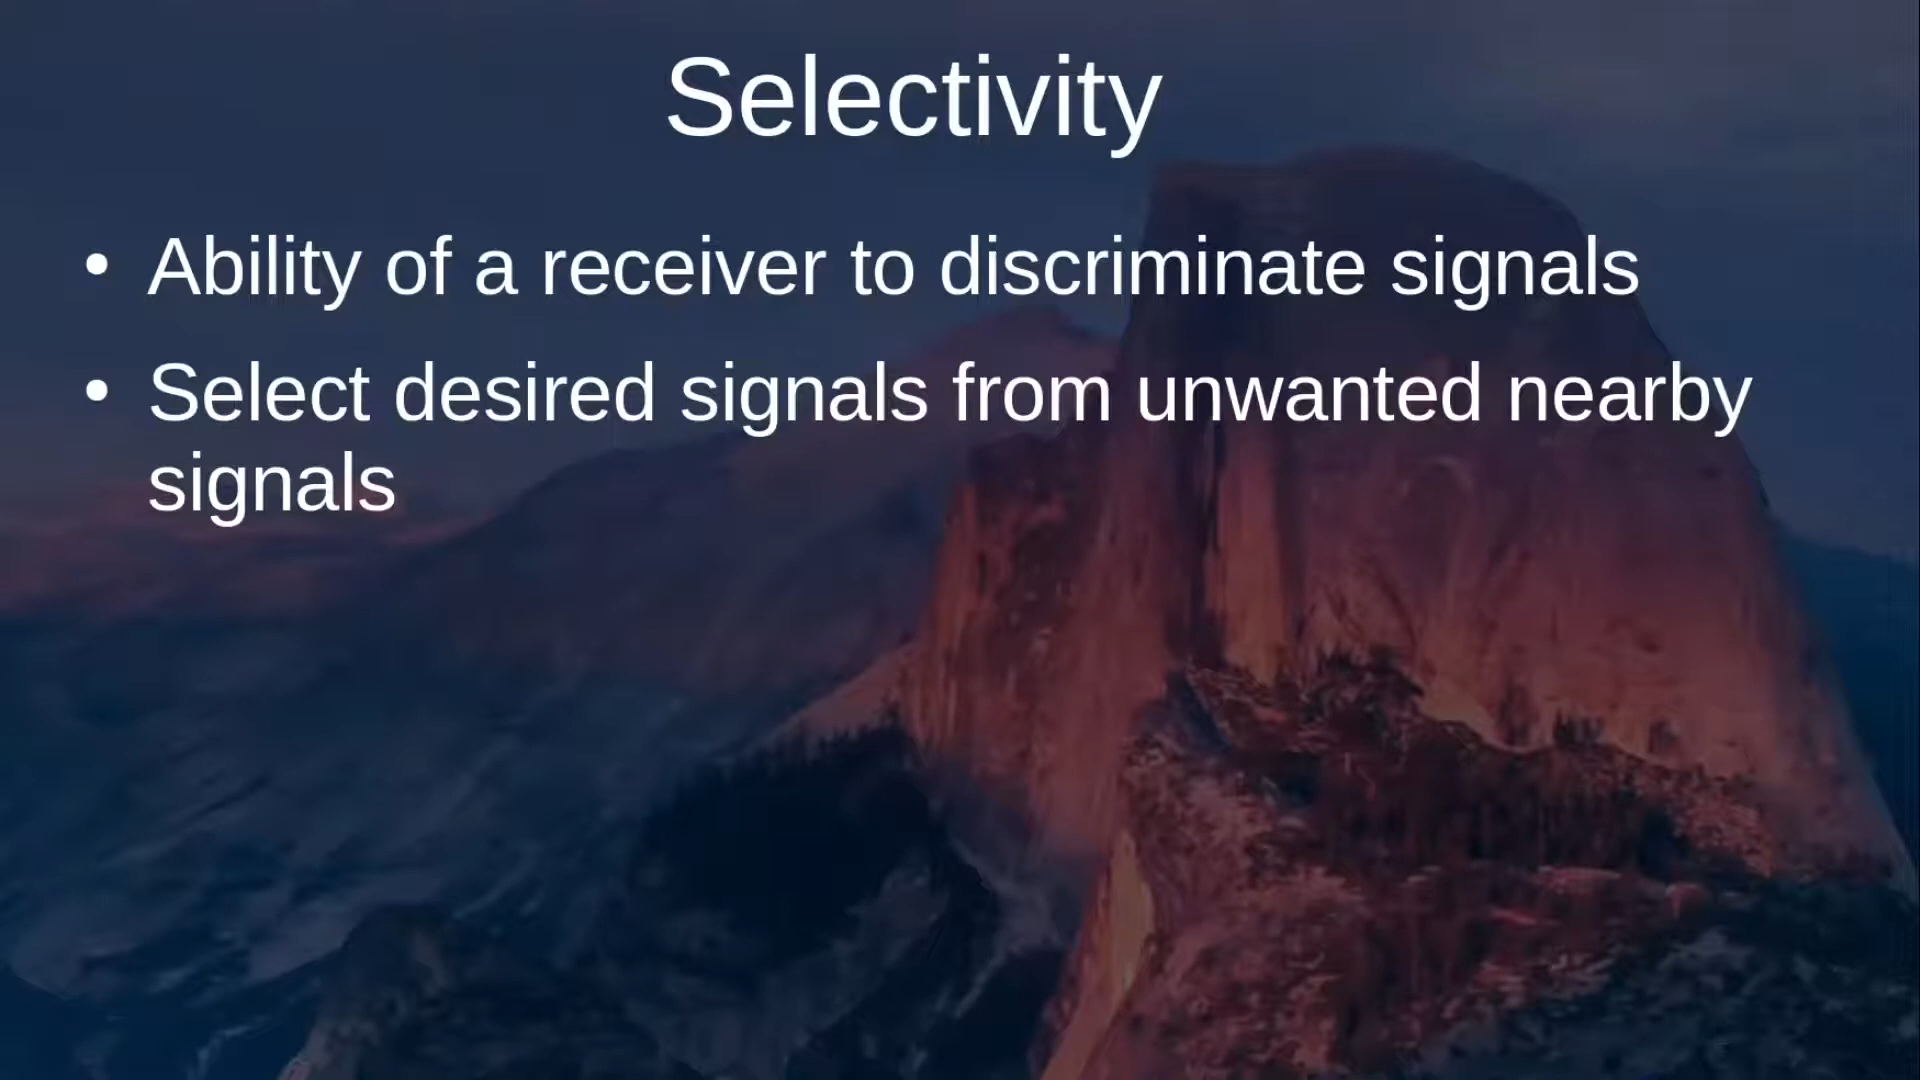 Selectivity
• Ability of a receiver to discriminate signals
• Select desired signals from unwanted nearby
signals